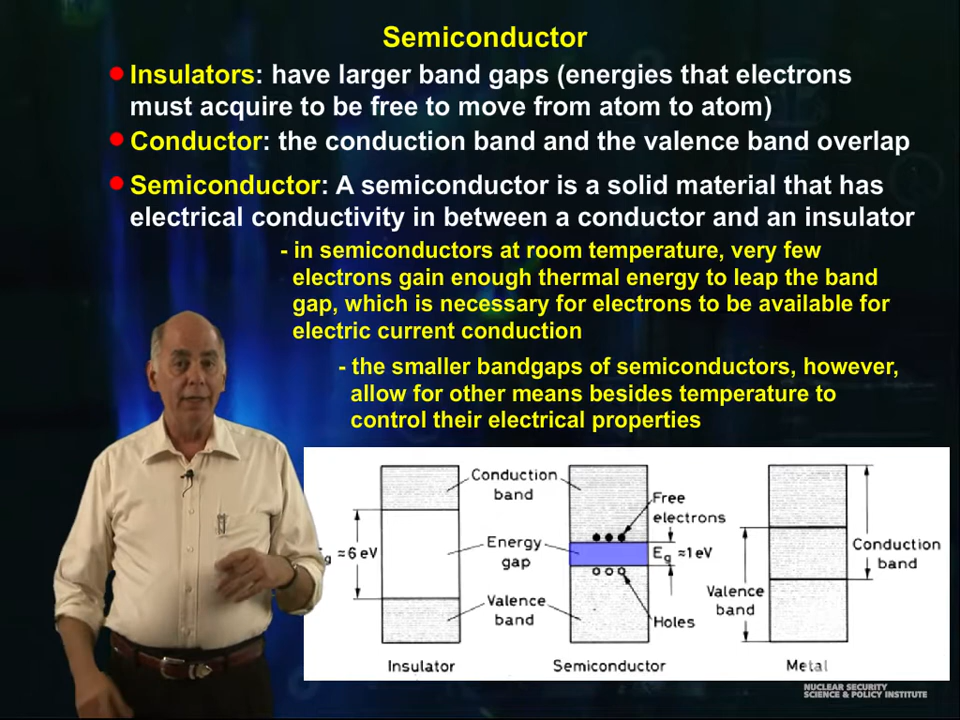 Semiconductor
Insulators: have larger band gaps (energies that electrons
must acquire to be free to move from atom to atom)
Conductor: the conduction band and the valence band overlap
Semiconductor: A semiconductor is a solid material that has
electrical conductivity in between a conductor and an insulator
- in semiconductors at room temperature, very few
electrons gain enough thermal energy to leap the band
gap, which is necessary for electrons to be available for
electric current conduction
- the smaller bandgaps of semiconductors, however,
allow for other means besides temperature to
control their electrical properties
Conduction
band
Energy
gap
Valence
band
g ≈6 eV
Insulator
Free
electrons
Eg ≈1eV
Holes
Semiconductor
Conduction
band
Valence
band
Metal
NUCLEAR SECURITY
SCIENCE & POLICY INSTITUTE